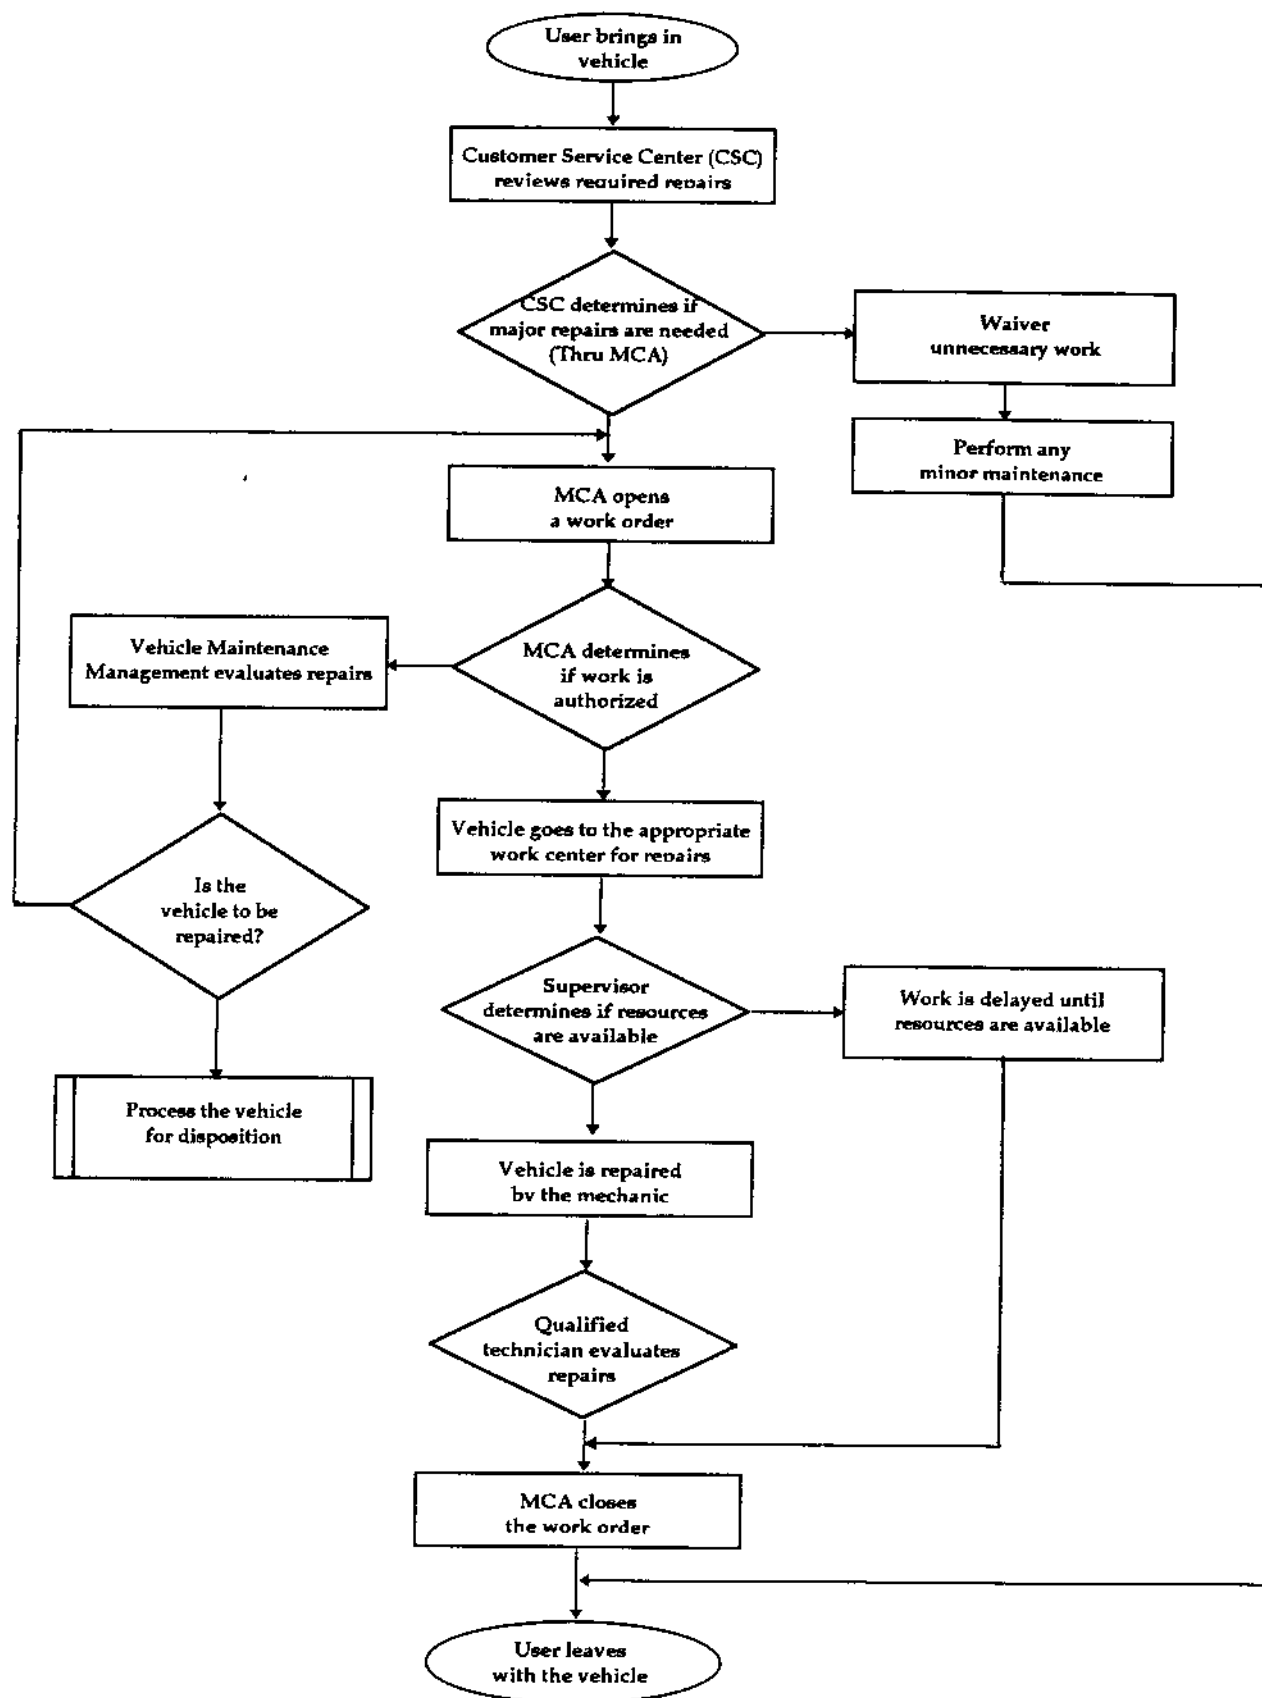 User brings in
vehicle
Customer Service Center (CSC)
reviews required repairs
CSC determines if
major repairs are needed
(Thru MCA)
Waiver
unnecessary work
Perform any
minor maintenance
MCA opens
a work order
MCA determines
if work is
authorized
Vehicle Maintenance
Management evaluates repairs
Vehicle goes to the appropriate
work center for repairs
Is the
vehicle to be
repaired?
Supervisor
determines if resources
are available
Work is delayed until
resources are available
Process the vehicle
for disposition
Vehicle is repaired
by the mechanic
Qualified
technician evaluates
repairs
MCA closes
the work order
User leaves
with the vehicle